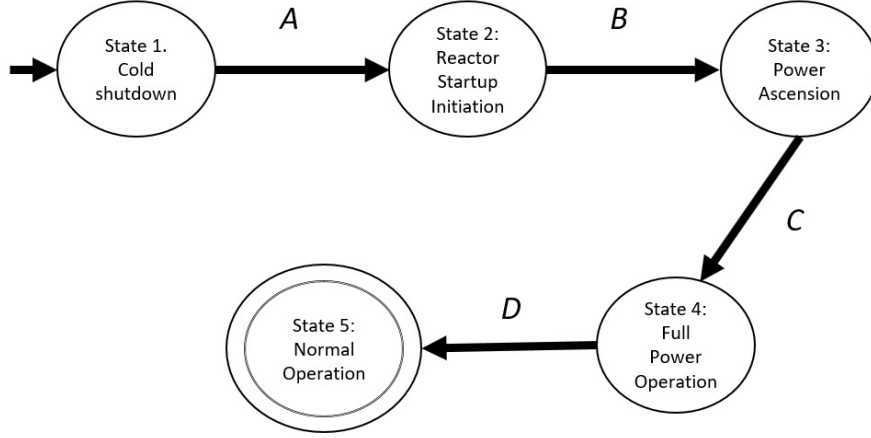 A
B
State 1.
Cold
shutdown
State 2:
Reactor
Startup
Initiation
State 3:
Power
Ascension
C
D
State 4:
Full
Power
Operation
State 5:
Normal
Operation